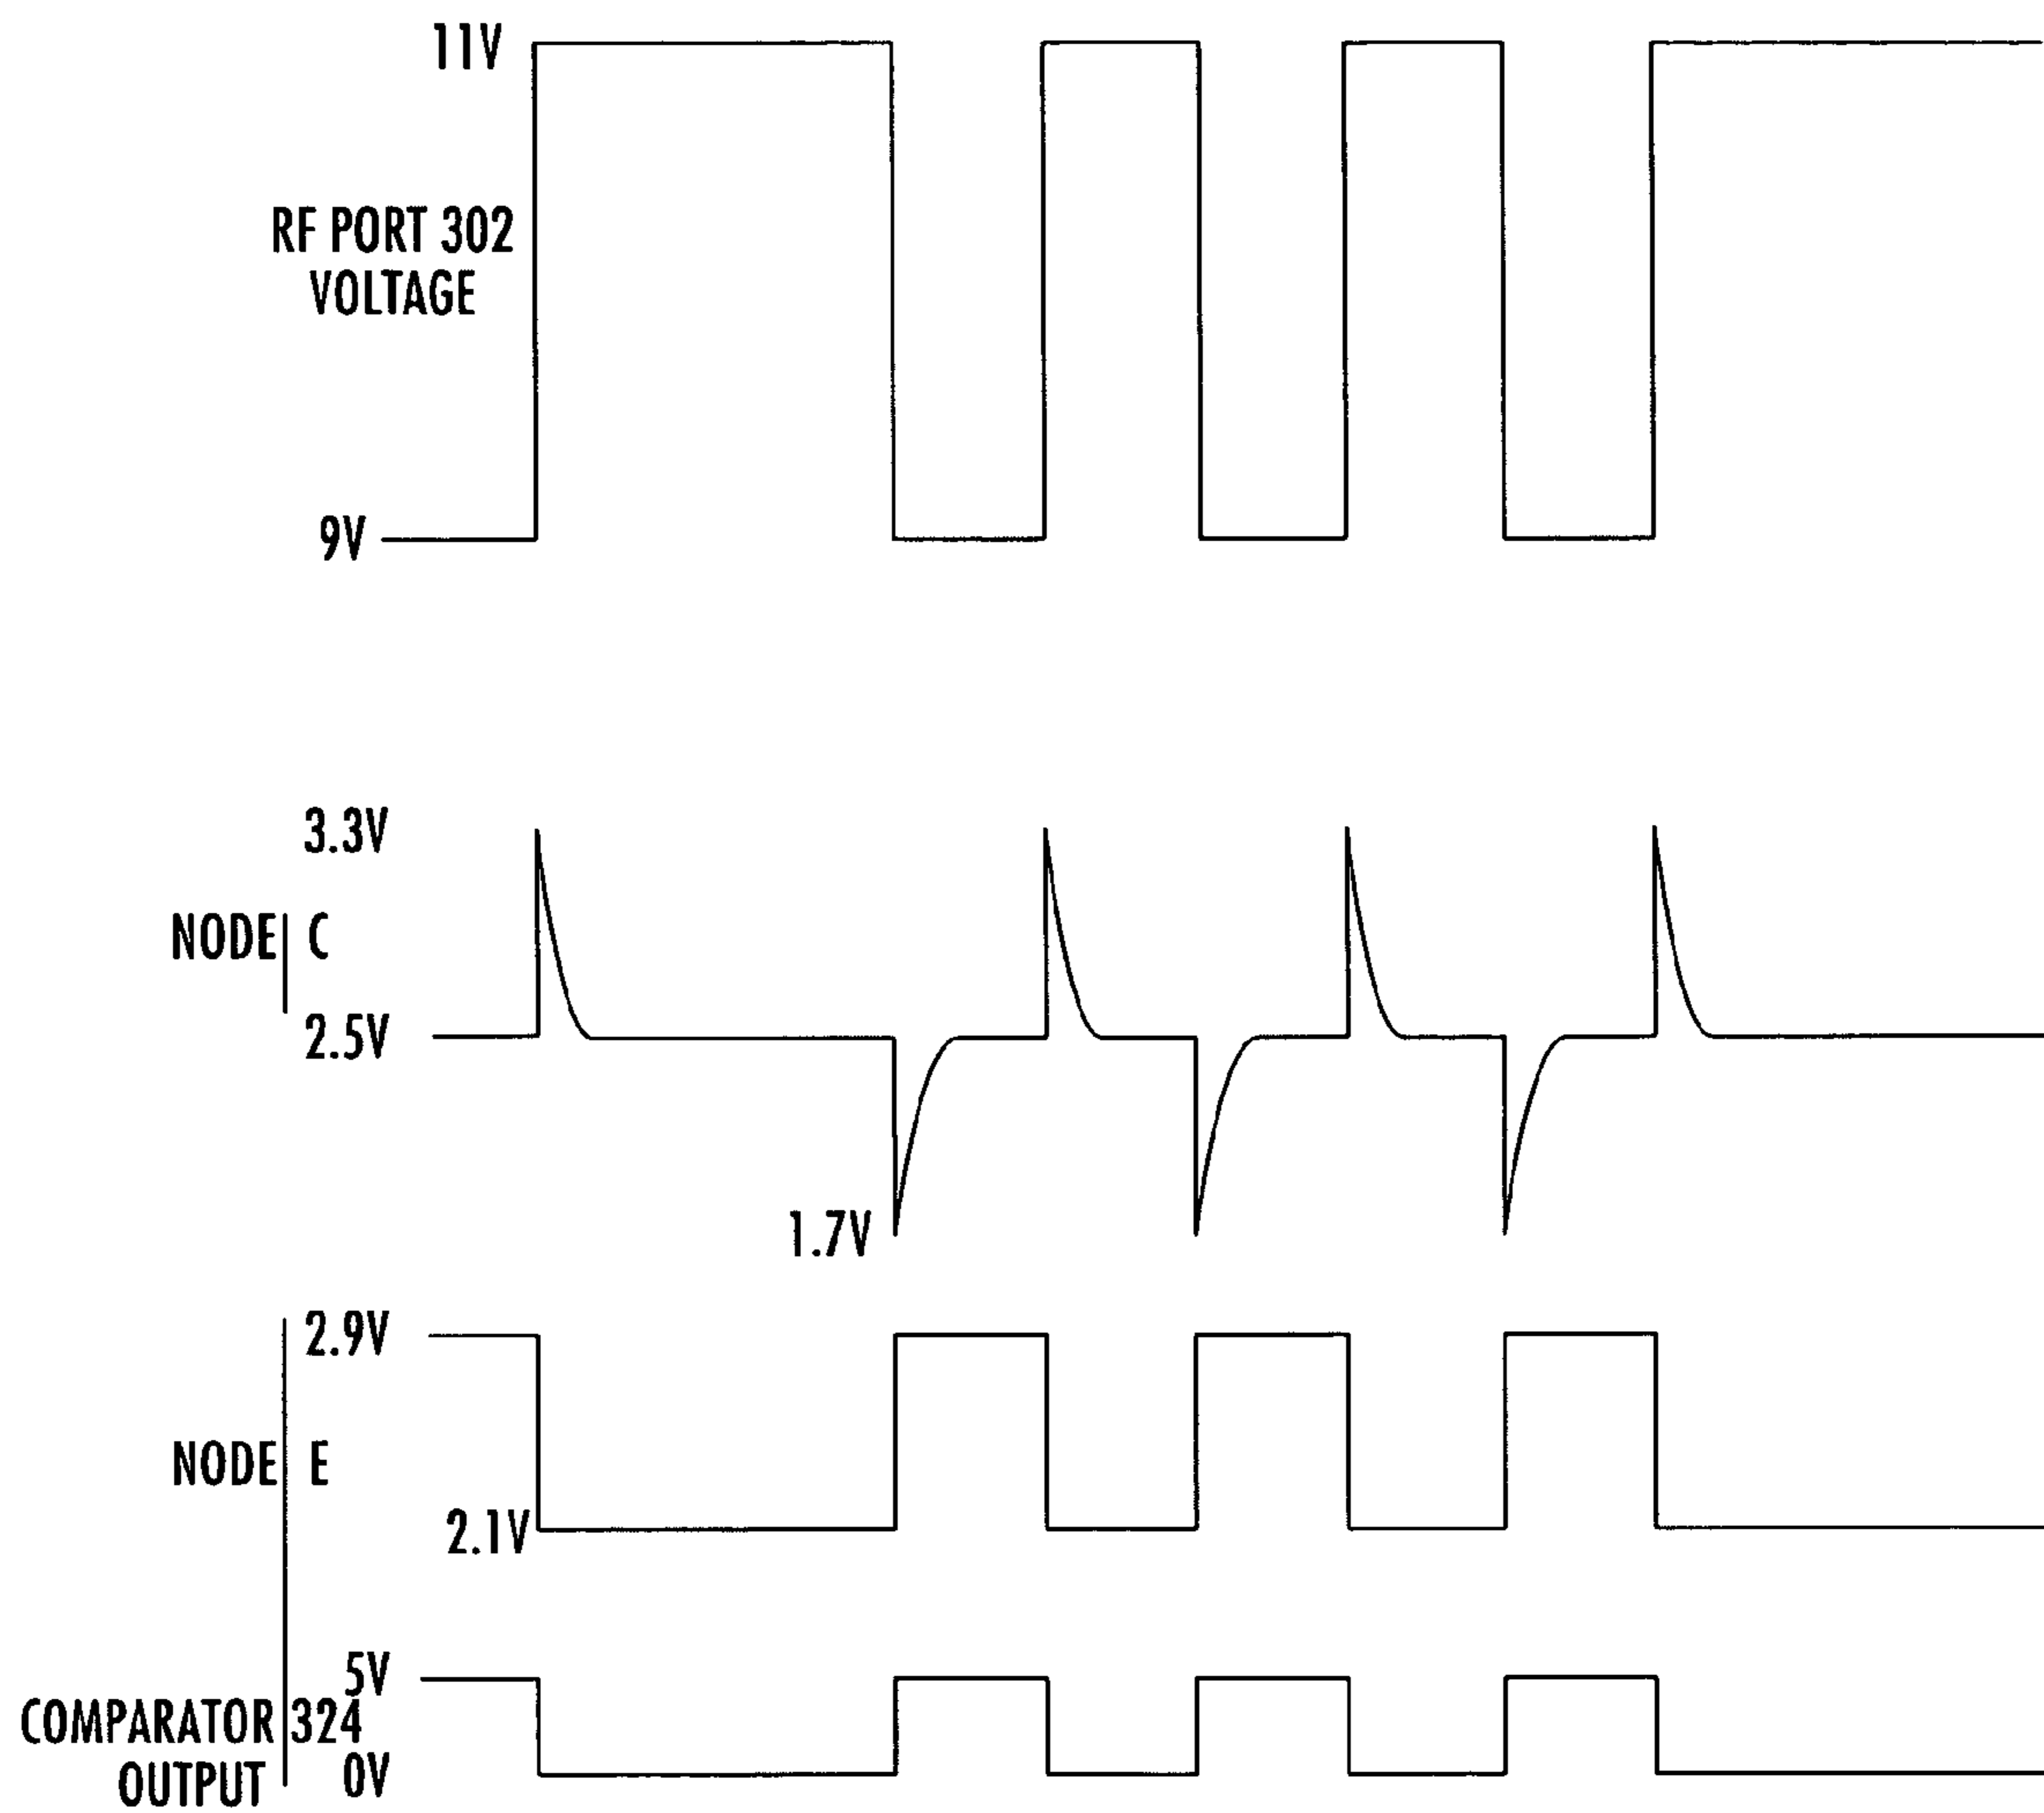 11V
RF PORT 302
VOLTAGE
9V
3.3V
NODE C
2.5V
1.7V
2.9V
NODE E
2.1V
5V
COMPARATOR 324
OUTPUT
0V